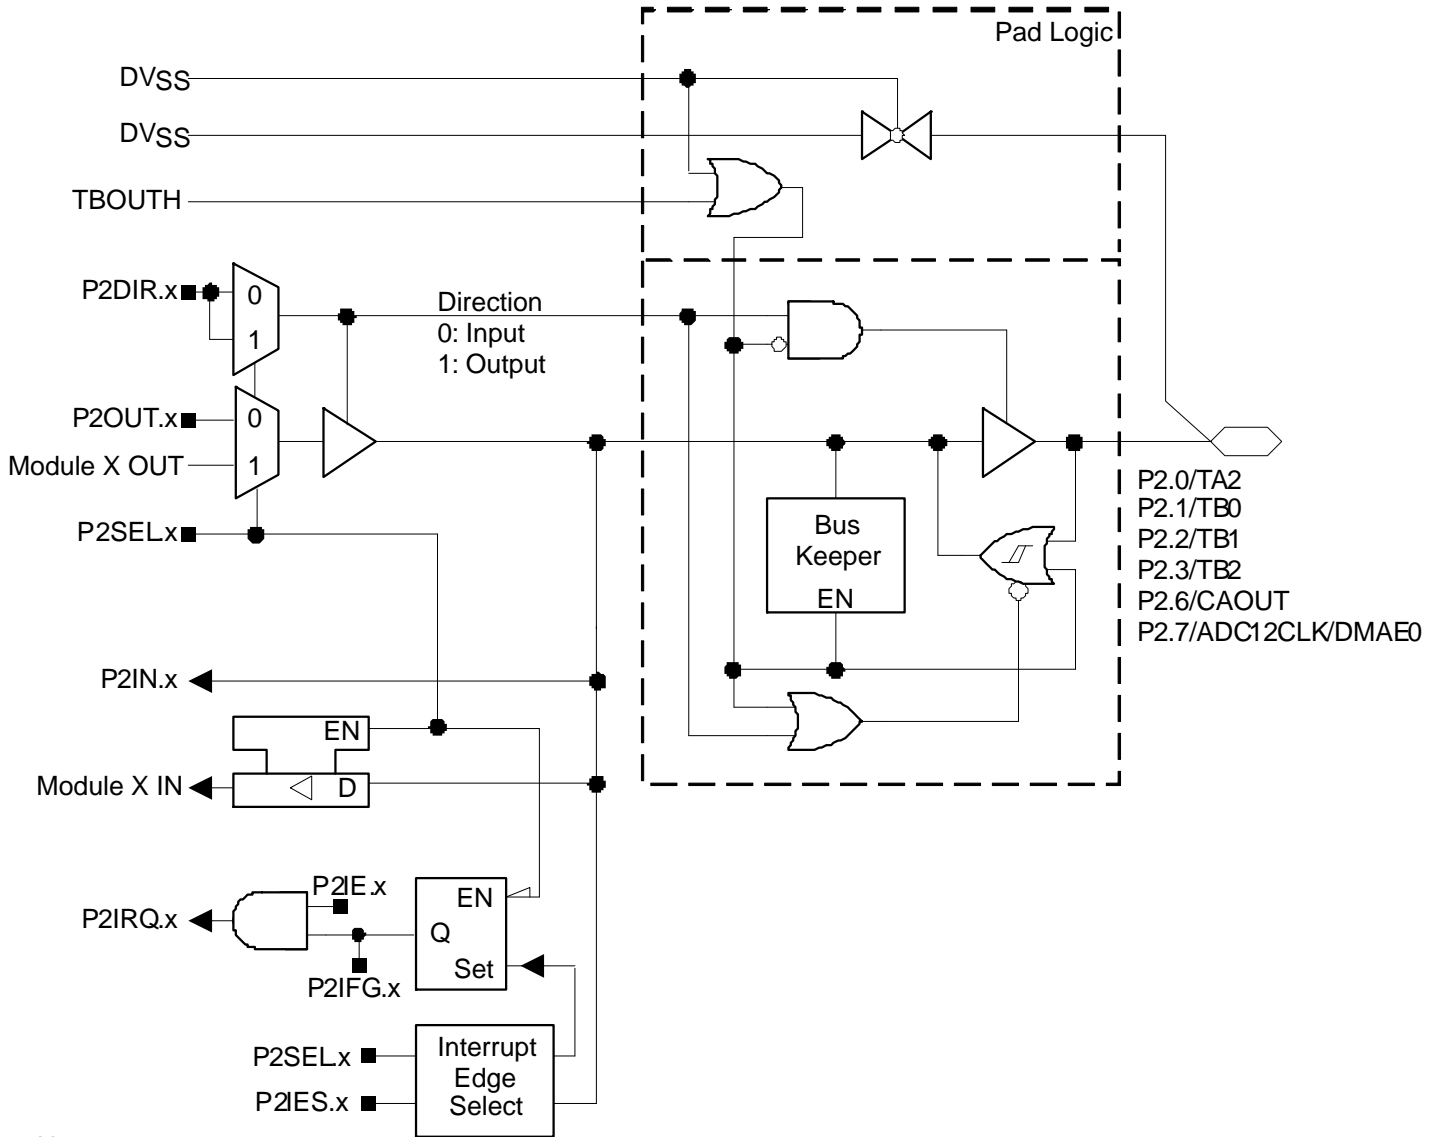 Pad Logic
DVSS
DVSS
TBOUTH
P2DIR.x
0
1
Direction
0: Input
1: Output
P2OUT.x
0
Module X OUT
1
P2SEL.x
Bus
Keeper
EN
P2.0/TA2
P2.1/TB0
P2.2/TB1
P2.3/TB2
P2.6/CAOUT
P2.7/ADC12CLK/DMAE0
P2IN.x
EN
Module X IN
D
P2IE.x
EN
P2IRQ.x
Q
Set
P2IFG.x
P2SEL.x
P2IES.x
Interrupt
Edge
Select